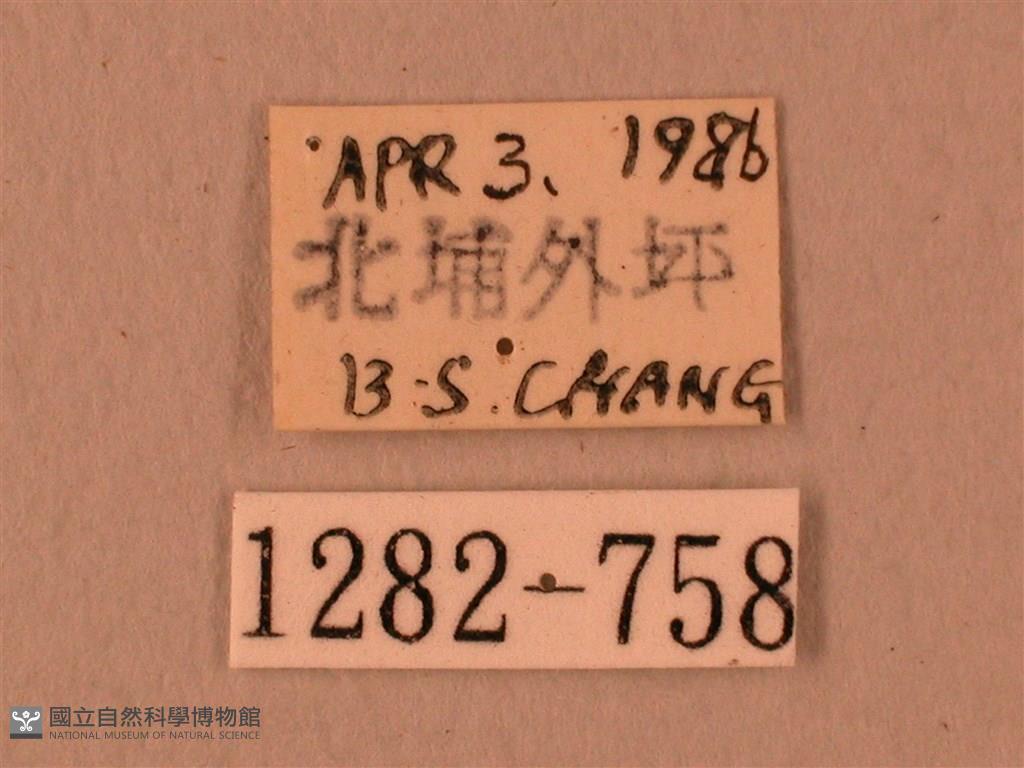 APR 3. 1986
北埔外坪
B.S. CHANG
1282-758
國立自然科學博物館
NATIONAL MUSEUM OF NATURAL SCIENCE